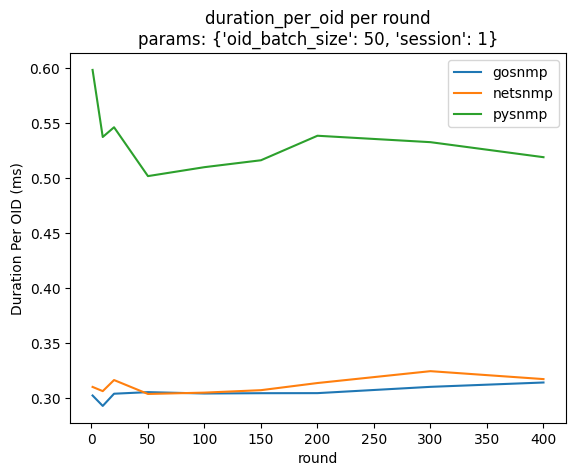 duration_per_oid per round
params: {'oid_batch_size': 50, 'session': 1}
gosnmp
netsnmp
pysnmp
Duration Per OID (ms)
0.60
0.55
0.50
0.45
0.40
0.35
0.30
0
50
100
150
200
250
300
350
400
round